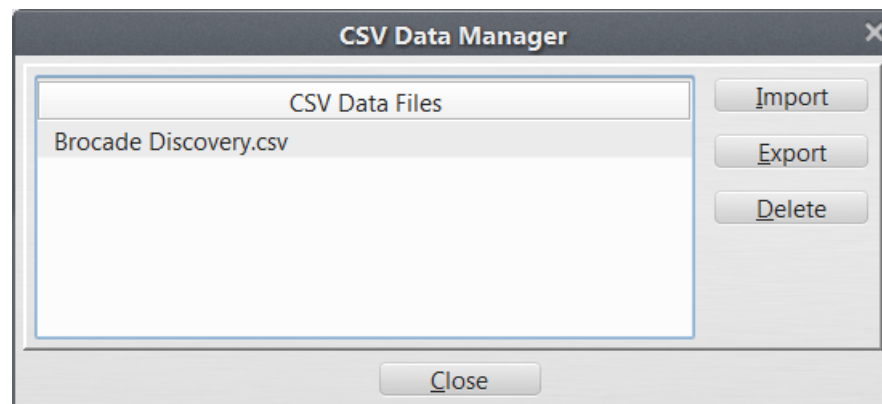 CSV Data Manager
CSV Data Files
Brocade Discovery.csv
Import
Export
Delete
Close